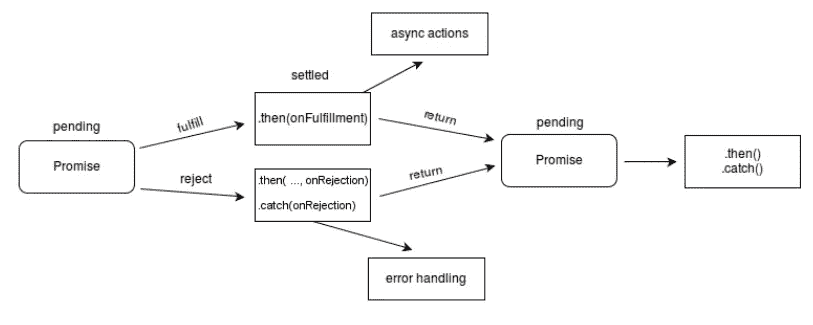 async actions
settled
pending
fulfill
.then(onFulfillment)
return
pending
Promise
reject
.then( ..., onRejection)
.catch(onRejection)
return
Promise
.then()
.catch()
error handling